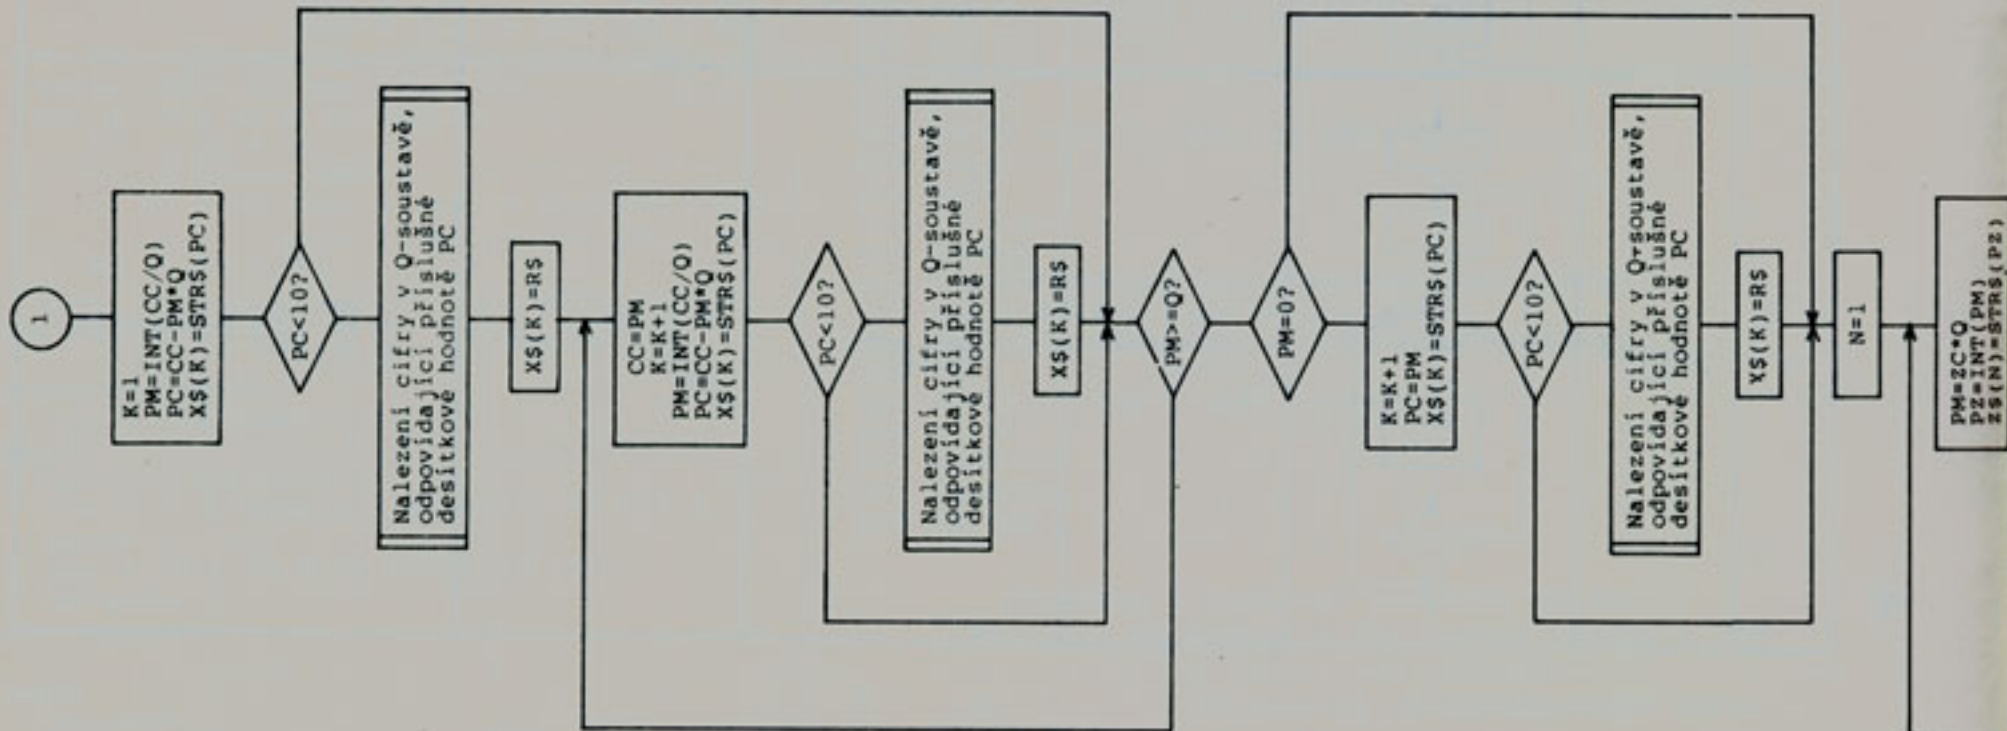 1
K=1
PM=INT(CC/Q)
PC=CC-PM*Q
X$(K)=STR$(PC)
PC<10?
Nalezení cifry v Q-soustavě,
odpovídající příslušné
desítkové hodnotě PC
X$(K)=R$
CC=PM
K=K+1
PM=INT(CC/Q)
PC=CC-PM*Q
X$(K)=STR$(PC)
PC<10?
Nalezení cifry v Q-soustavě,
odpovídající příslušné
desítkové hodnotě PC
X$(K)=R$
PM>=Q?
PM=0?
K=K+1
PC=PM
X$(K)=STR$(PC)
PC<10?
Nalezení cifry v Q-soustavě,
odpovídající příslušné
desítkové hodnotě PC
X$(K)=R$
N=1
PM=ZC*Q
PZ=INT(PM)
Z$(N)=STR$(PZ)